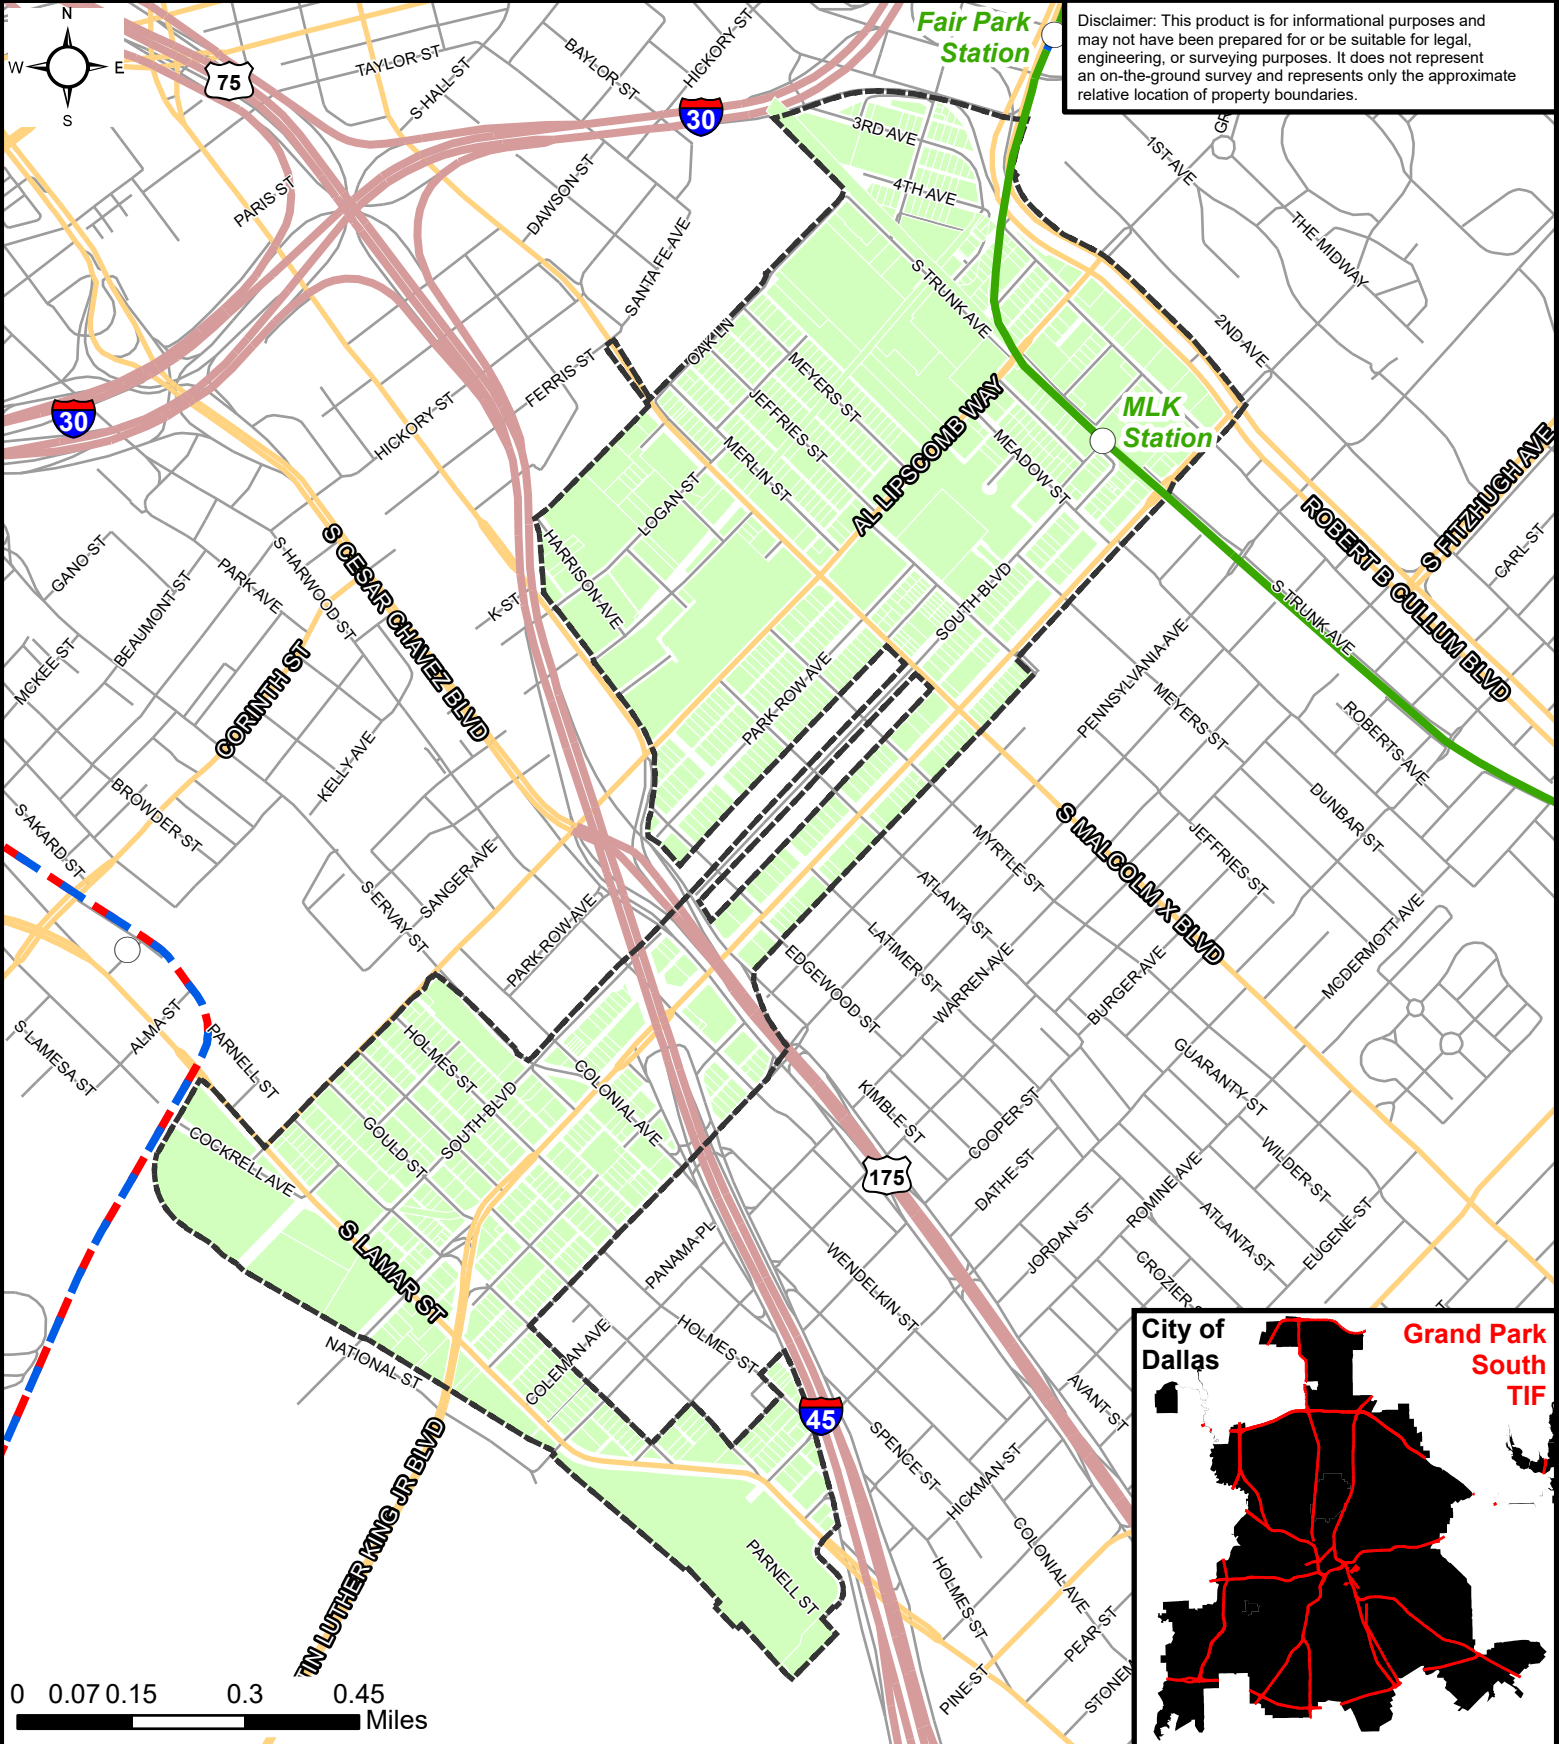 N
W
E
S
75
TAYLOR ST
S HALL ST
BAYLOR ST
HICKORY ST
30
Fair Park
Station
Disclaimer: This product is for informational purposes and
may not have been prepared for or be suitable for legal,
engineering, or surveying purposes. It does not represent
an on-the-ground survey and represents only the approximate
relative location of property boundaries.
3RD AVE
4TH AVE
GR
1ST AVE
THE MIDWAY
2ND AVE
PARIS ST
DAWSON ST
SANTA FE AVE
S TRUNK AVE
OAK LN
FERRIS ST
MEYERS ST
JEFFRIES ST
MERLIN ST
AL LIPSCOMB WAY
MLK
Station
MEADOW ST
30
HICKORY ST
LOGAN ST
HARRISON AVE
K ST
SOUTH BLVD
PARK ROW AVE
ROBERT B CULLUM BLVD
S FITZHUGH AVE
CARL ST
S TRUNK AVE
GANO ST
BEAUMONT ST
PARK AVE
S HARWOOD ST
S CESAR CHAVEZ BLVD
MCKEE ST
CORINTH ST
KELLY AVE
BROWDER ST
S AKARD ST
SANGER AVE
S ERVAY ST
PARK ROW AVE
PENNSYLVANIA AVE
MEYERS ST
ROBERTS AVE
DUNBAR ST
S MALCOLM X BLVD
JEFFRIES ST
MYRTLE ST
ATLANTA ST
LATIMER ST
EDGEWOOD ST
WARREN AVE
BURGER AVE
MCDERMOTT AVE
S LAMESA ST
ALMA ST
PARNELL ST
HOLMES ST
GOULD ST
SOUTH BLVD
COLONIAL AVE
COCKRELL AVE
S LAMAR ST
NATIONAL ST
GUARANTY ST
KIMBLE ST
COOPER ST
DATHE ST
175
WILDER ST
ROMINE AVE
ATLANTA ST
EUGENE ST
JORDAN ST
CROZIER S
PANAMA PL
WENDELKIN ST
HOLMES ST
COLEMAN AVE
45
AVANT ST
SPENCE ST
HICKMAN ST
COLONIAL AVE
HOLMES ST
PARNELL ST
PEAR ST
PINE ST
STONEM
TIN LUTHER KING JR BLVD
City of
Dallas
Grand Park
South
TIF
0 0.07 0.15 0.3 0.45
Miles